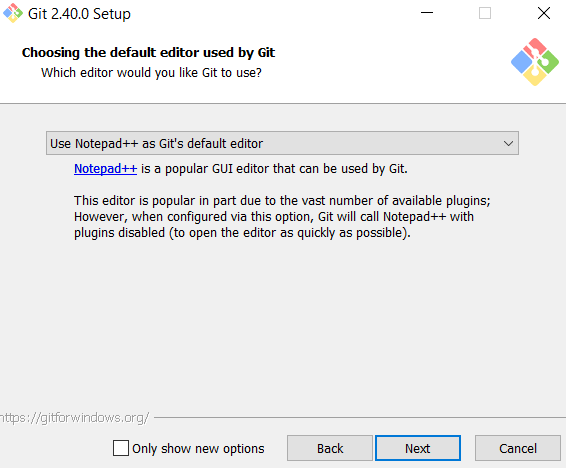 Git 2.40.0 Setup
Choosing the default editor used by Git
Which editor would you like Git to use?
Use Notepad++ as Git's default editor
Notepad++ is a popular GUI editor that can be used by Git.
This editor is popular in part due to the vast number of available plugins;
However, when configured via this option, Git will call Notepad++ with
plugins disabled (to open the editor as quickly as possible).
https://gitforwindows.org/
Only show new options
Back
Next
Cancel